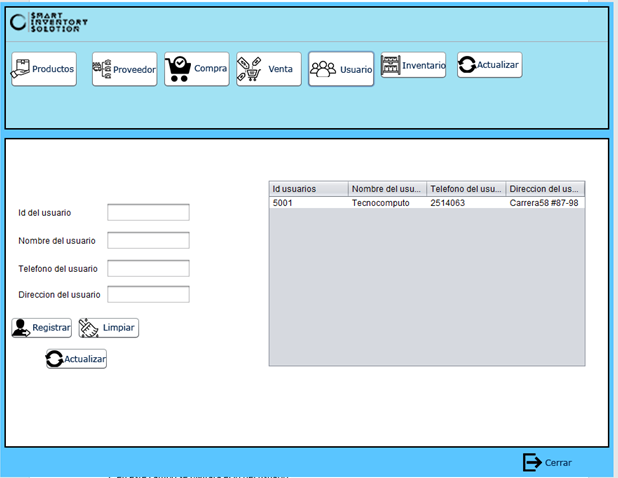 SMART
INVENTORY
SOLUTION
Productos Proveedor Compra Venta Usuario Inventario Actualizar
Id usuarios Nombre del usu... Telefono del usu... Direccion del us...
5001 Tecnocomputo 2514063 Carrera58 #87-98
Id del usuario
Nombre del usuario
Telefono del usuario
Direccion del usuario
Registrar Limpiar
Actualizar
Cerrar